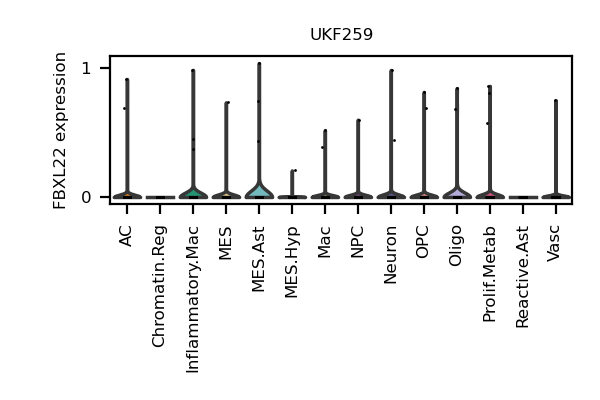 UKF259
FBXL22 expression
1
0
AC
Chromatin.Reg
Inflammatory.Mac
MES
MES.Ast
MES.Hyp
Mac
NPC
Neuron
OPC
Oligo
Prolif.Metab
Reactive.Ast
Vasc